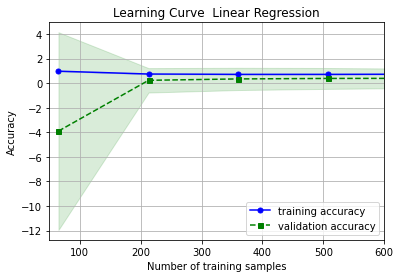 Learning Curve  Linear Regression
Accuracy
4
2
0
−2
−4
−6
−8
−10
−12
training accuracy
validation accuracy
100 200 300 400 500 600
Number of training samples